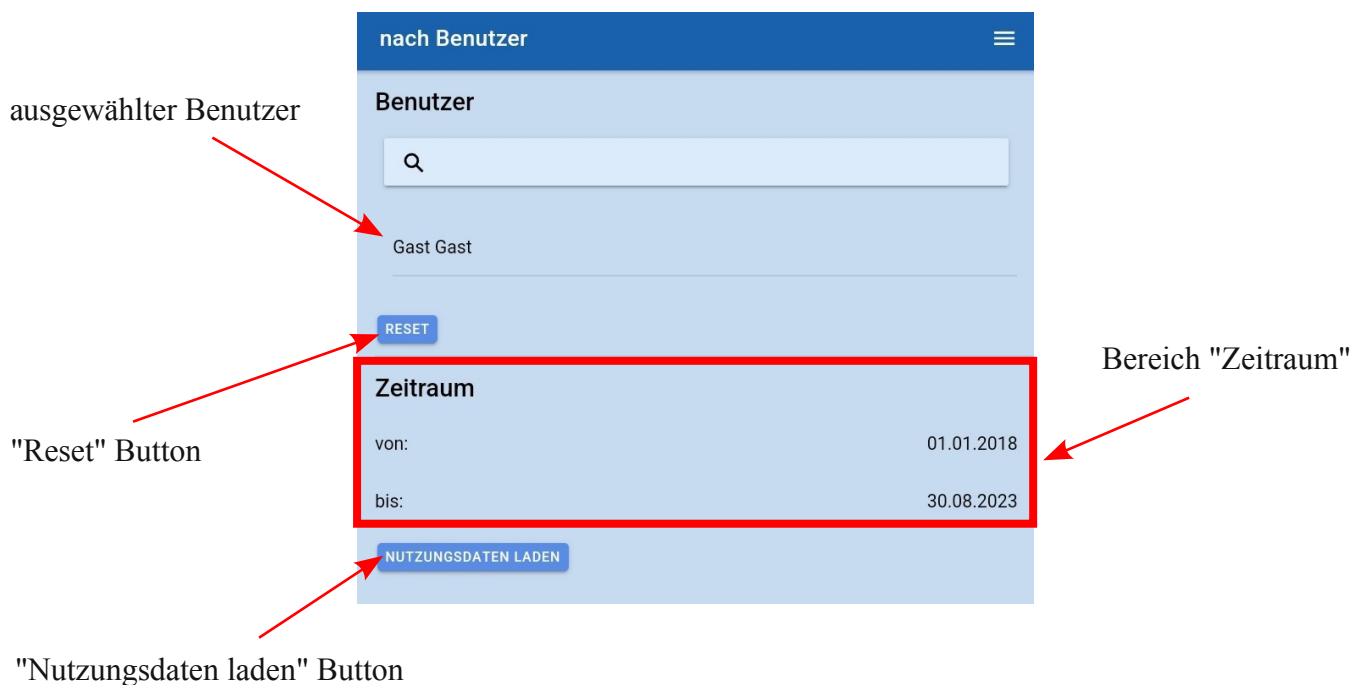 nach Benutzer
ausgewählter Benutzer
Benutzer
Gast Gast
RESET
Bereich "Zeitraum"
Zeitraum
"Reset" Button
von: 01.01.2018
bis: 30.08.2023
NUTZUNGSDATEN LADEN
"Nutzungsdaten laden" Button